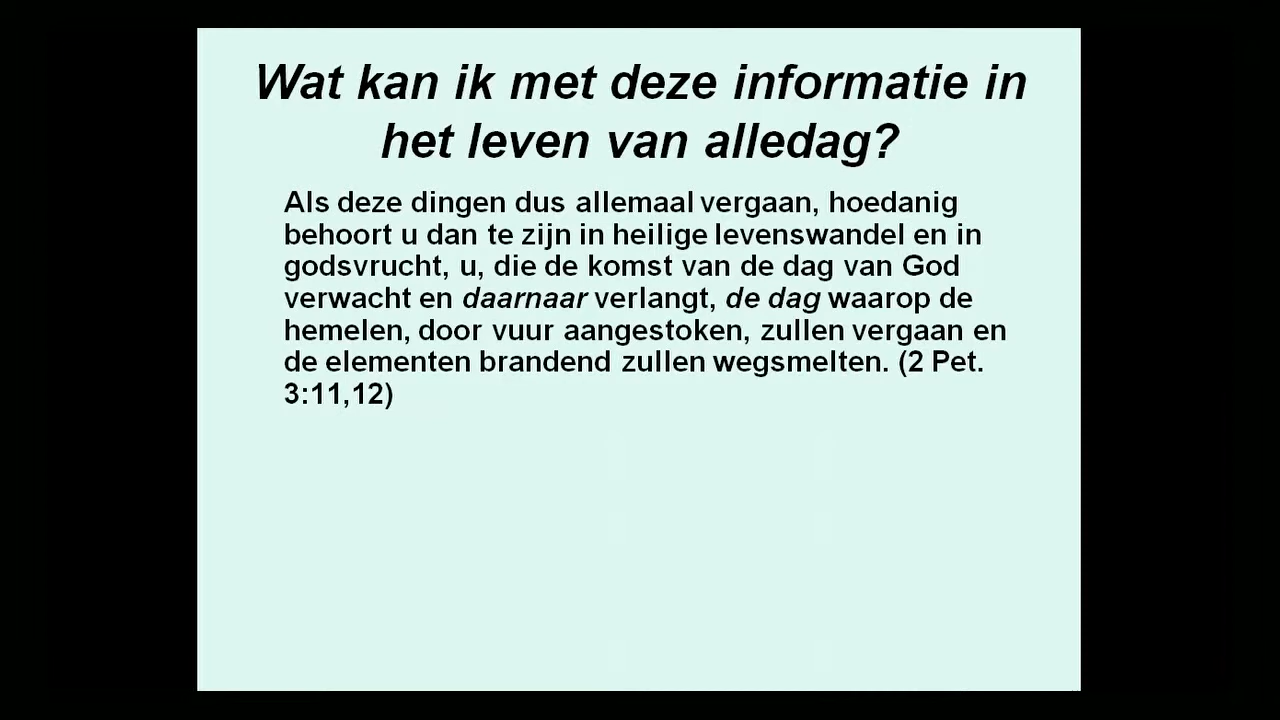 Wat kan ik met deze informatie in
het leven van alledag?
Als deze dingen dus allemaal vergaan, hoedanig
behoort u dan te zijn in heilige levenswandel en in
godsvrucht, u, die de komst van de dag van God
verwacht en daarnaar verlangt, de dag waarop de
hemelen, door vuur aangestoken, zullen vergaan en
de elementen brandend zullen wegsmelten. (2 Pet.
3:11,12)